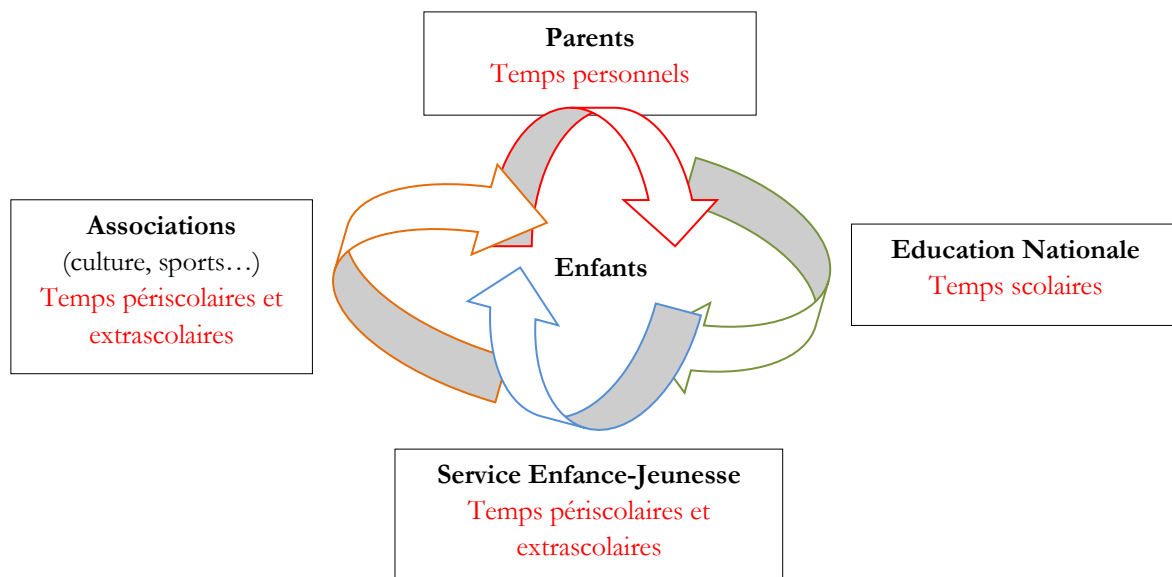 Parents
Temps personnels
Associations
(culture, sports…)
Temps périscolaires et
extrascolaires
Enfants
Education Nationale
Temps scolaires
Service Enfance-Jeunesse
Temps périscolaires et
extrascolaires